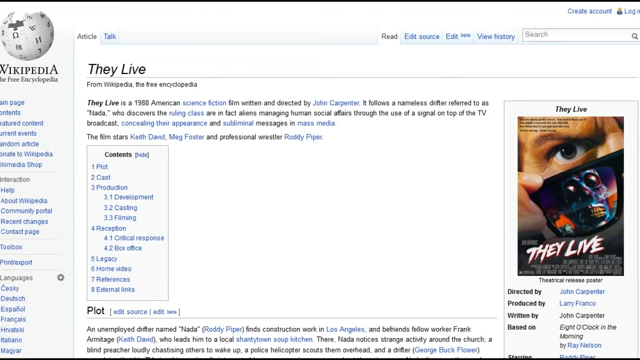 Create account
Article
Talk
Read
Edit source
Edit beta
View history
Search
WIKIPEDIA
The Free Encyclopedia
They Live
From Wikipedia, the free encyclopedia
They Live is a 1988 American science fiction film written and directed by John Carpenter. It follows a nameless drifter referred to as
"Nada," who discovers the ruling class are in fact aliens managing human social affairs through the use of a signal on top of the TV
broadcast, concealing their appearance and subliminal messages in mass media.
The film stars Keith David, Meg Foster and professional wrestler Roddy Piper.
Contents [hide]
1 Plot
2 Cast
3 Production
3.1 Development
3.2 Casting
3.3 Filming
4 Reception
4.1 Critical response
4.2 Box office
5 Legacy
6 Home video
7 References
8 External links
Plot [ edit source | edit beta ]
An unemployed drifter named "Nada" (Roddy Piper) finds construction work in Los Angeles, and befriends fellow worker Frank
Armitage (Keith David), who leads him to a local shantytown soup kitchen. There, Nada notices strange activity around the church: a
blind preacher loudly chastising others to wake up, a police helicopter scouts them overhead, and a drifter (George Buck Flower)
ain page
ontents
eatured content
urrent events
andom article
onate to Wikipedia
ikimedia Shop
Interaction
Help
About Wikipedia
Community portal
Recent changes
Contact page
Toolbox
Print/export
Languages
Česky
Deutsch
Español
Français
Hrvatski
Italiano
Magyar
They Live
THEY LIVE
Theatrical release poster
Directed by John Carpenter
Produced by Larry Franco
Written by John Carpenter
Based on Eight O'Clock in the
Morning
by Ray Nelson
Starring